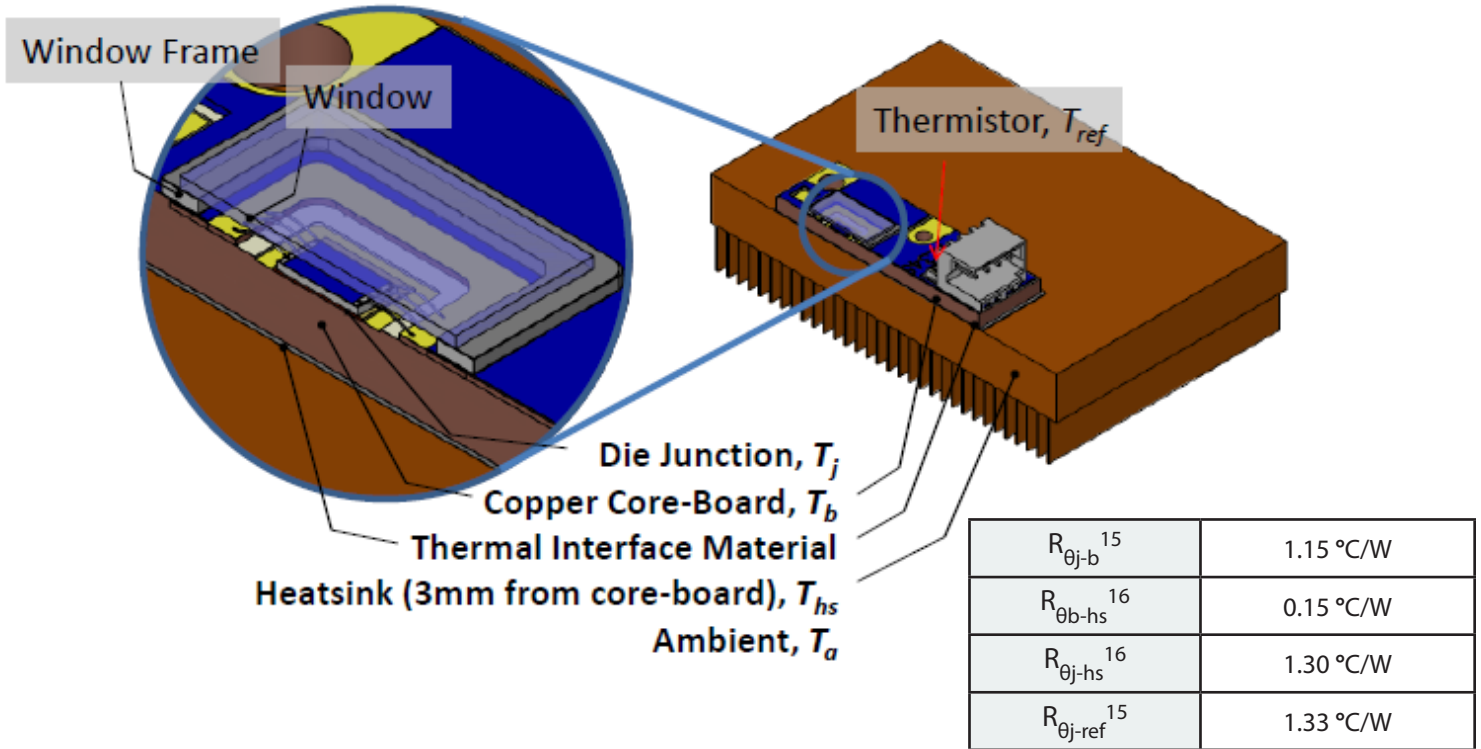 Window Frame
Window
Thermistor, Tref
Die Junction, Tj
Copper Core-Board, Tb
Thermal Interface Material
Heatsink (3mm from core-board), Ths
Ambient, Ta
Rθj-b15 1.15 °C/W
Rθb-hs16 0.15 °C/W
Rθj-hs16 1.30 °C/W
Rθj-ref15 1.33 °C/W